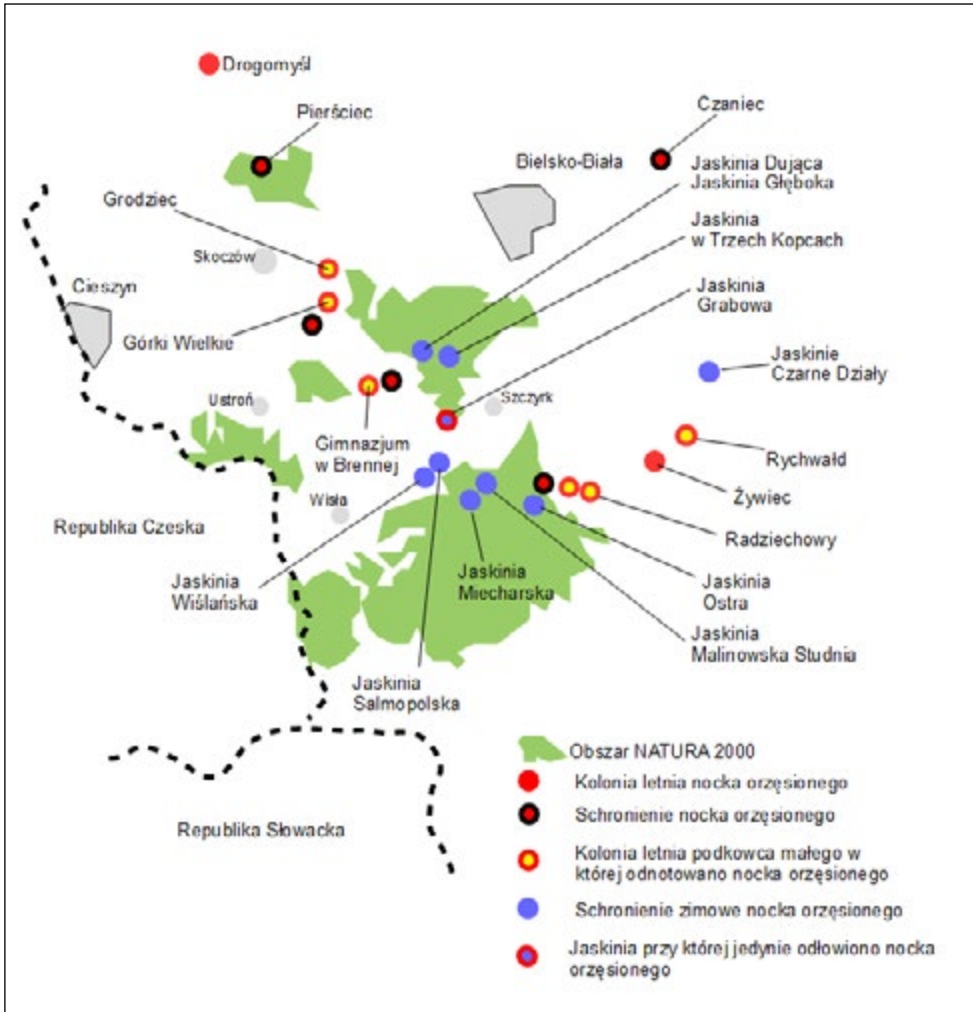 Drogomyśl
Pierściec
Czaniec
Bielsko-Biała
Jaskinia Dująca
Jaskinia Głęboka
Grodziec
Jaskinia
w Trzech Kopcach
Skoczów
Cieszyn
Jaskinia
Grabowa
Górki Wielkie
Jaskinie
Czarne Działy
Ustroń
Szczyrk
Gimnazjum
w Brennej
Rychwałd
Żywiec
Wisła
Republika Czeska
Radziechowy
Jaskinia
Wiślańska
Jaskinia
Miecharska
Jaskinia
Ostra
Jaskinia
Malinowska Studnia
Jaskinia
Salmopolska
Obszar NATURA 2000
Kolonia letnia nocka orzęsionego
Schronienie nocka orzęsionego
Republika Słowacka
Kolonia letnia podkowca małego w
której odnotowano nocka orzęsionego
Schronienie zimowe nocka orzęsionego
Jaskinia przy której jedynie odłowiono nocka
orzęsionego